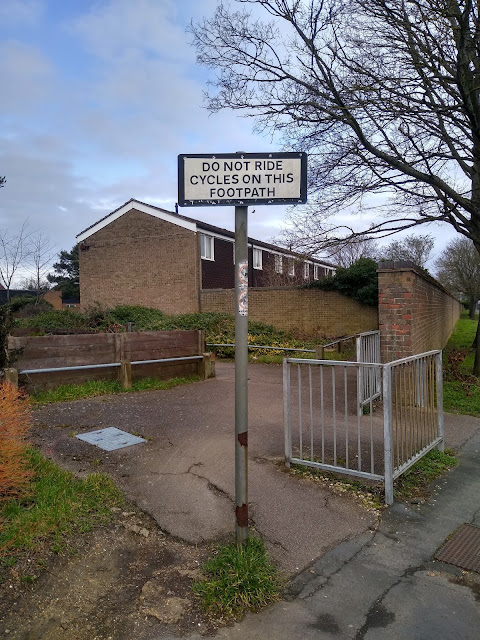 DO NOT RIDE
CYCLES ON THIS
FOOTPATH